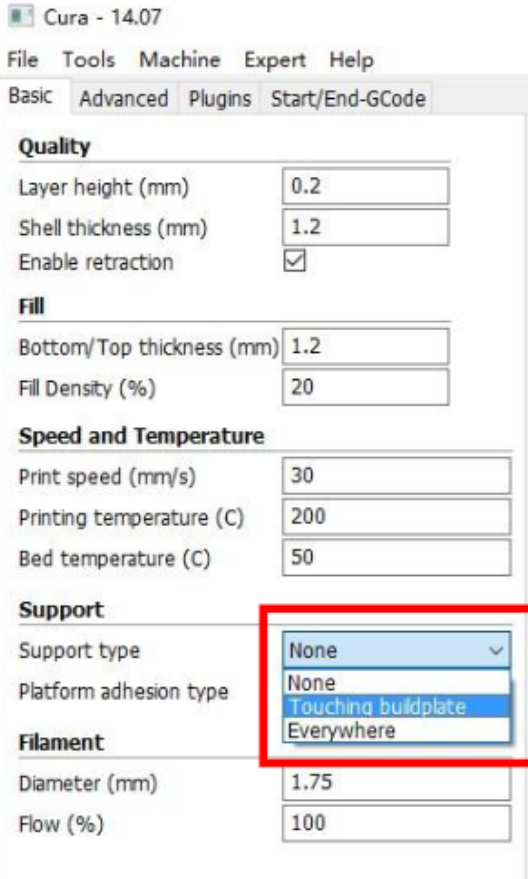 Cura - 14.07
File Tools Machine Expert Help
Basic Advanced Plugins Start/End-GCode
Quality
Layer height (mm) 0.2
Shell thickness (mm) 1.2
Enable retraction
Fill
Bottom/Top thickness (mm) 1.2
Fill Density (%) 20
Speed and Temperature
Print speed (mm/s) 30
Printing temperature (C) 200
Bed temperature (C) 50
Support
Support type None
None
Platform adhesion type Touching buildplate
Everywhere
Filament
Diameter (mm) 1.75
Flow (%) 100